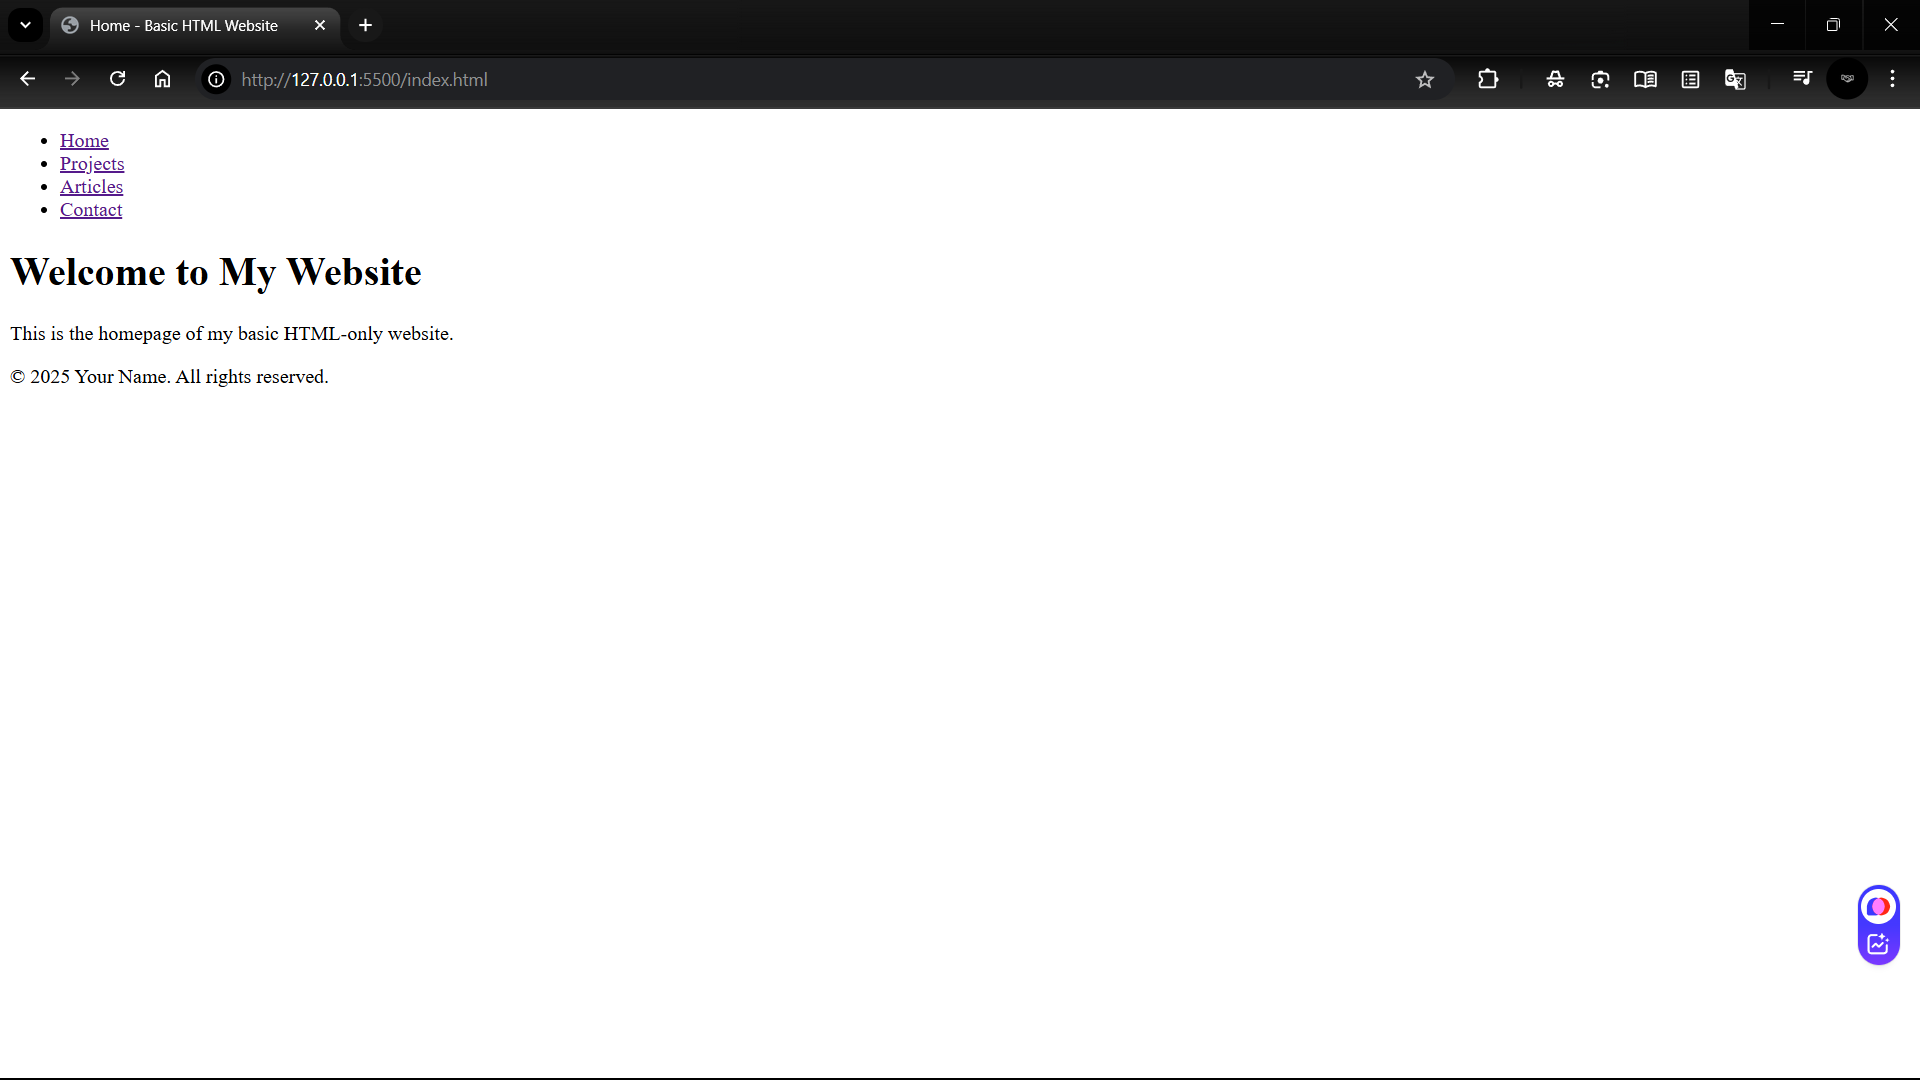 Home - Basic HTML Website
http://127.0.0.1:5500/index.html
Home
Projects
Articles
Contact
Welcome to My Website
This is the homepage of my basic HTML-only website.
© 2025 Your Name. All rights reserved.